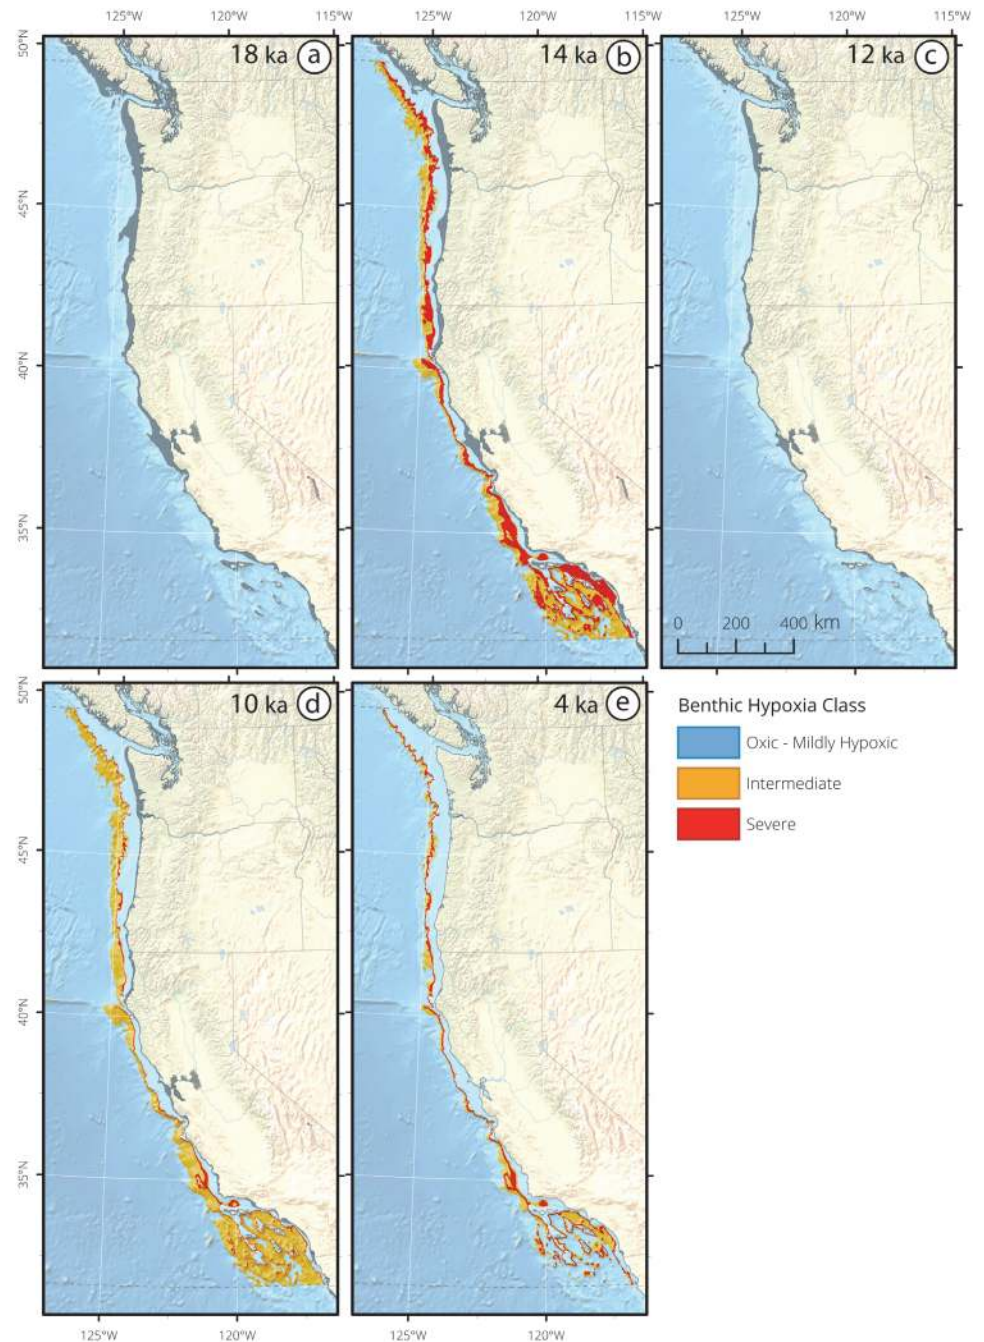 125°W 120°W 115°W 125°W 120°W 115°W 125°W 120°W 115°W
18 ka a 14 ka b 12 ka c
50°N
45°N
40°N
35°N
0 200 400 km
10 ka d 4 ka e
50°N
Benthic Hypoxia Class
Oxic - Mildly Hypoxic
Intermediate
Severe
45°N
40°N
35°N
125°W 120°W 125°W 120°W